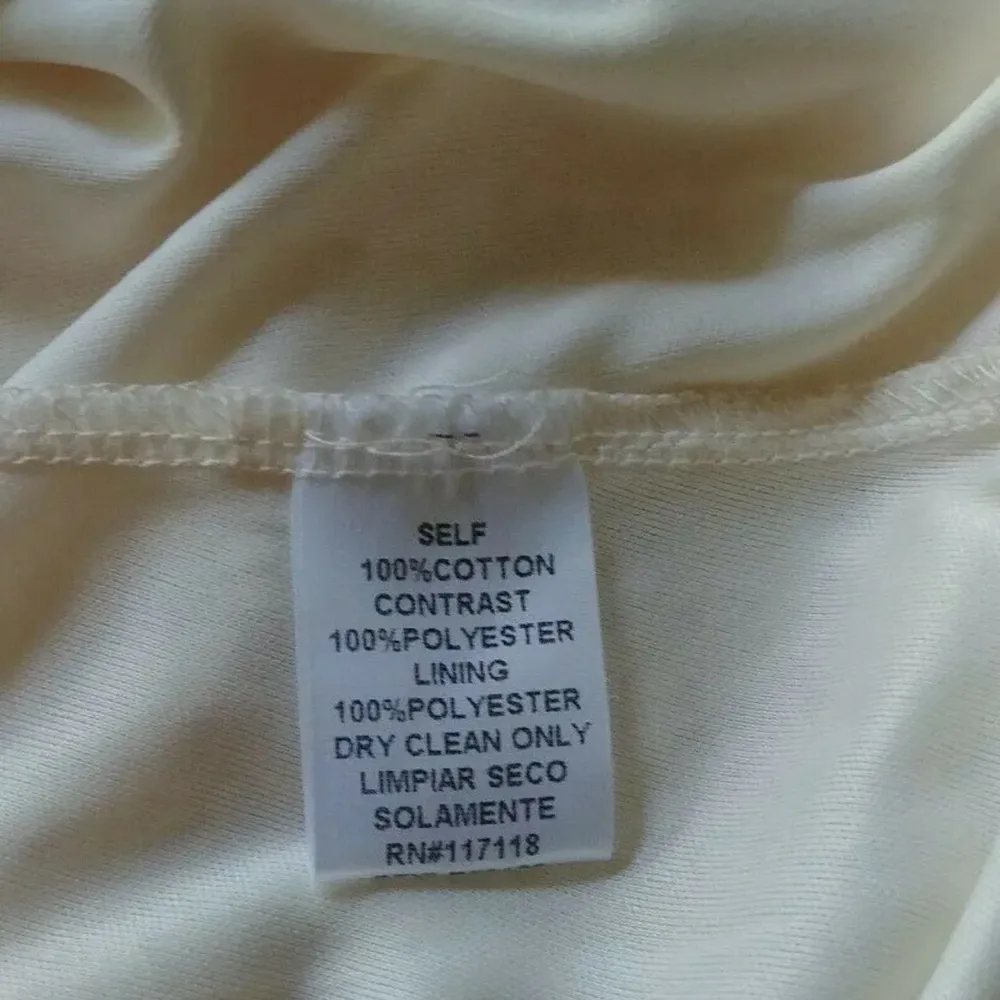 SELF
100%COTTON
CONTRAST
100%POLYESTER
LINING
100%POLYESTER
DRY CLEAN ONLY
LIMPIAR SECO
SOLAMENTE
RN#117118